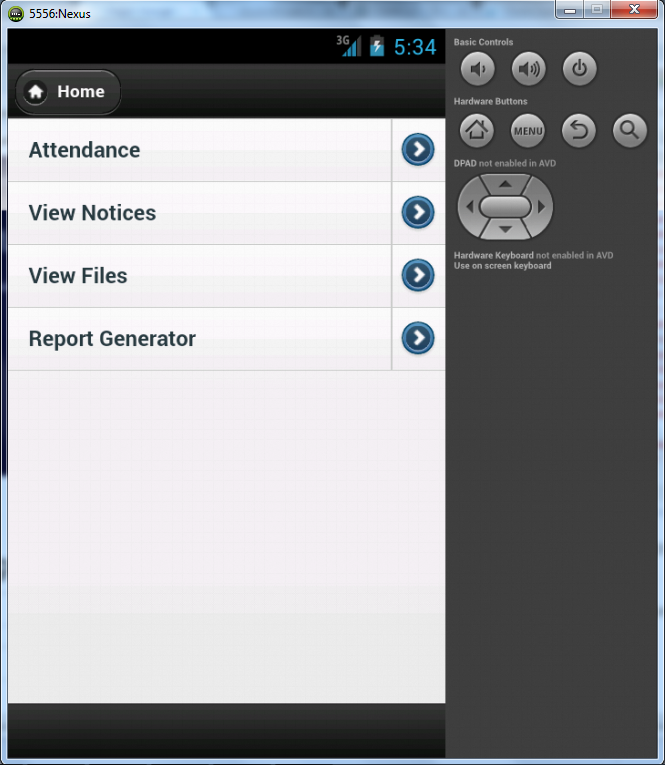 5556:Nexus
3G 5:34
Home
Attendance
View Notices
View Files
Report Generator
Basic Controls
Hardware Buttons
MENU
DPAD not enabled in AVD
Hardware Keyboard not enabled in AVD
Use on screen keyboard